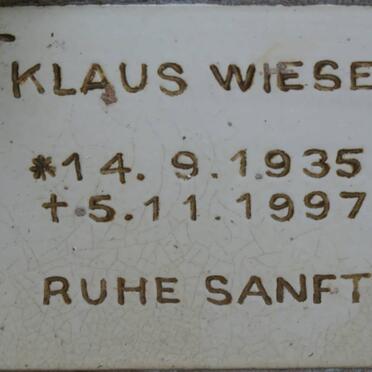 KLAUS WIESE
*14. 9. 1935
+5. 11. 1997
RUHE SANFT